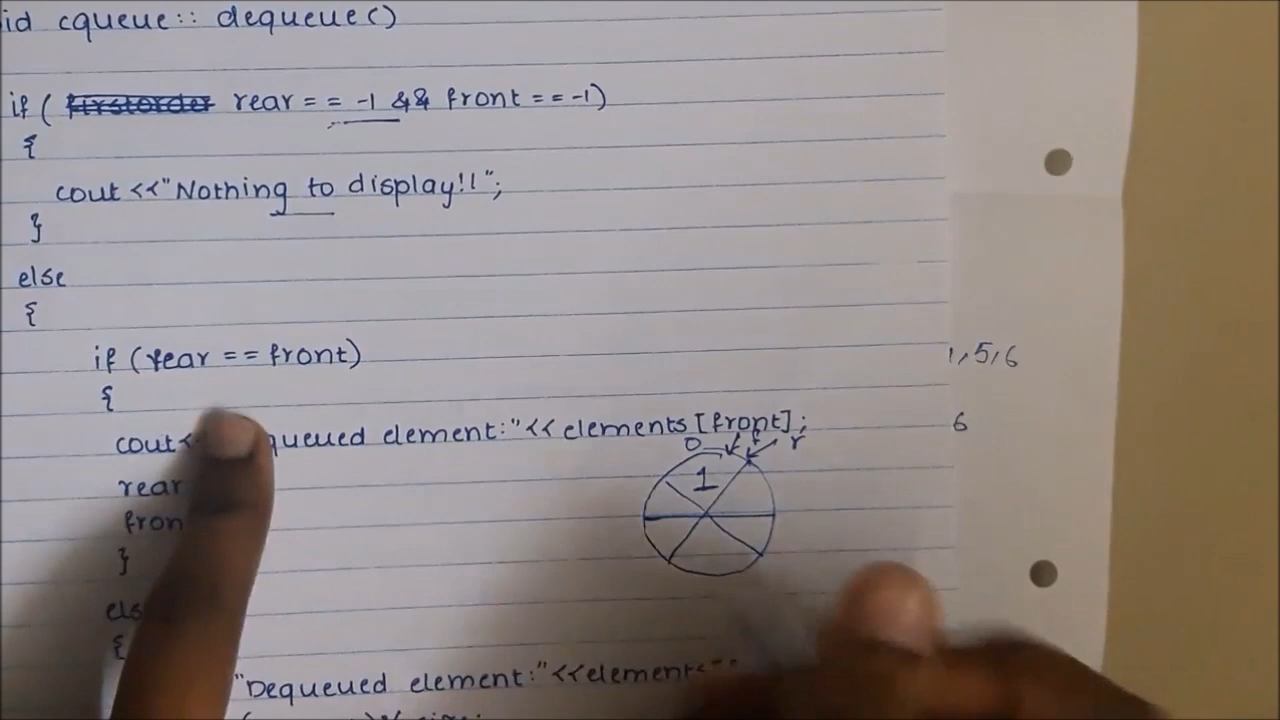 id cqueue:: dequeue()
if ( rear == -1 && front == -1)
{
cout <<"Nothing to display!!";
}
else
{
if (rear == front)
1,5,6
{
cout< queued element:"<<elements[front];
6
0 f r
1
rear
fron
}
els
{
"Dequeued element:"<<element